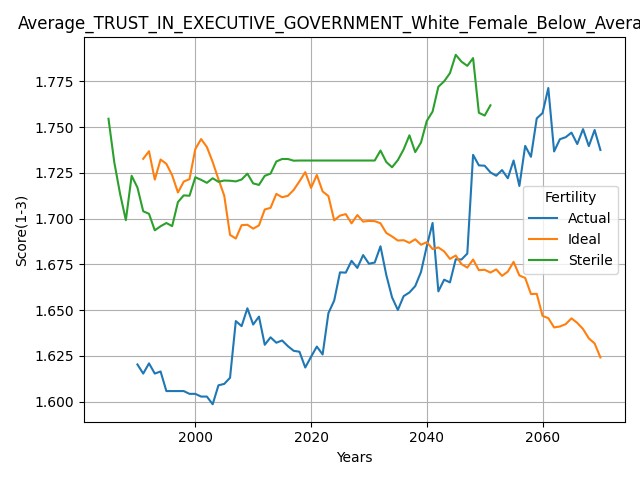 Average_TRUST_IN_EXECUTIVE_GOVERNMENT_White_Female_Below_Avera
1.775
1.750
1.725
1.700
1.675
1.650
1.625
1.600
Score(1-3)
Fertility
Actual
Ideal
Sterile
2000 2020 2040 2060
Years